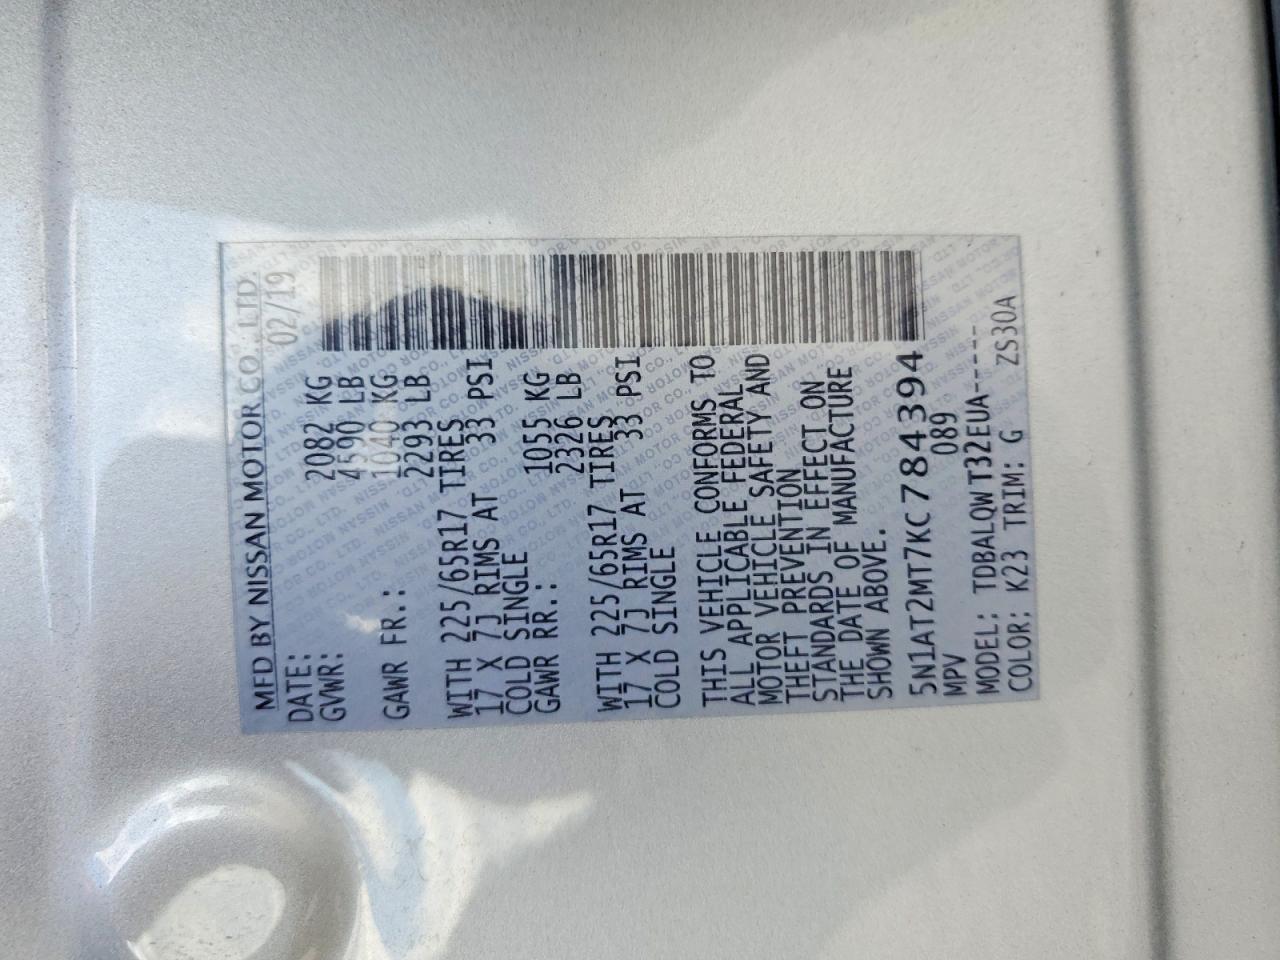 MFD BY NISSAN MOTOR CO., LTD.
DATE: 02/19
GVWR: 2082 KG
4590 LB
GAWR FR.: 1040 KG
2293 LB
WITH 225/65R17 TIRES
17 X 7J RIMS AT 33 PSI
COLD SINGLE
GAWR RR.: 1055 KG
2326 LB
WITH 225/65R17 TIRES
17 X 7J RIMS AT 33 PSI
COLD SINGLE
THIS VEHICLE CONFORMS TO
ALL APPLICABLE FEDERAL
MOTOR VEHICLE SAFETY AND
THEFT PREVENTION
STANDARDS IN EFFECT ON
THE DATE OF MANUFACTURE
SHOWN ABOVE.
5N1AT2MT7KC784394
MPV 089
MODEL: TDBALQWT32EUA------
COLOR: K23 TRIM: G ZS30A